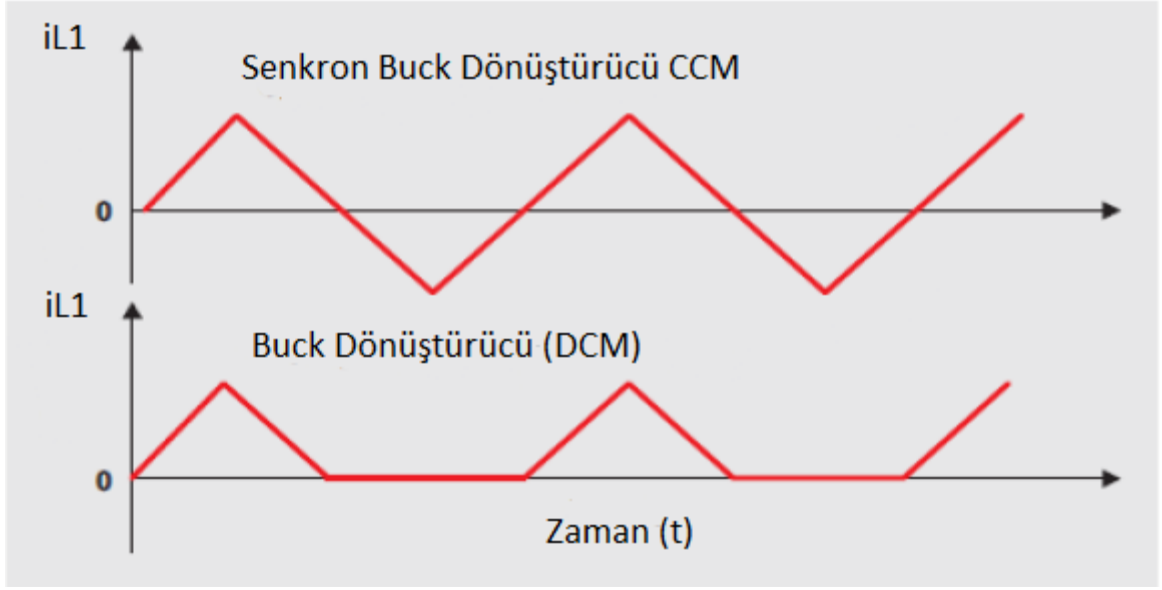 iL1
Senkron Buck Dönüştürücü CCM
0
iL1
Buck Dönüştürücü (DCM)
0
Zaman (t)